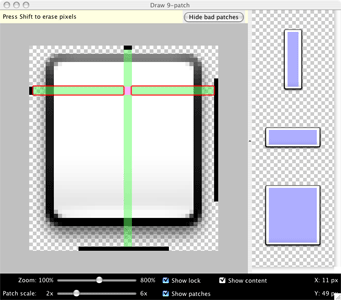 Draw 9-patch
Press Shift to erase pixels
Hide bad patches
Zoom: 100% 800% Show lock Show content X: 11 px
Patch scale: 2x 6x Show patches Y: 49 px